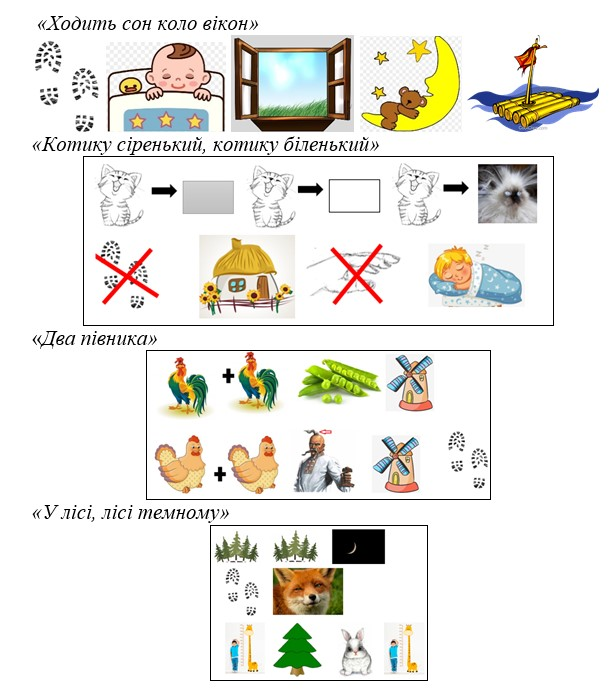 «Ходить сон коло вікон»
«Котику сіренький, котику біленький»
«Два півника»
«У лісі, лісі темному»